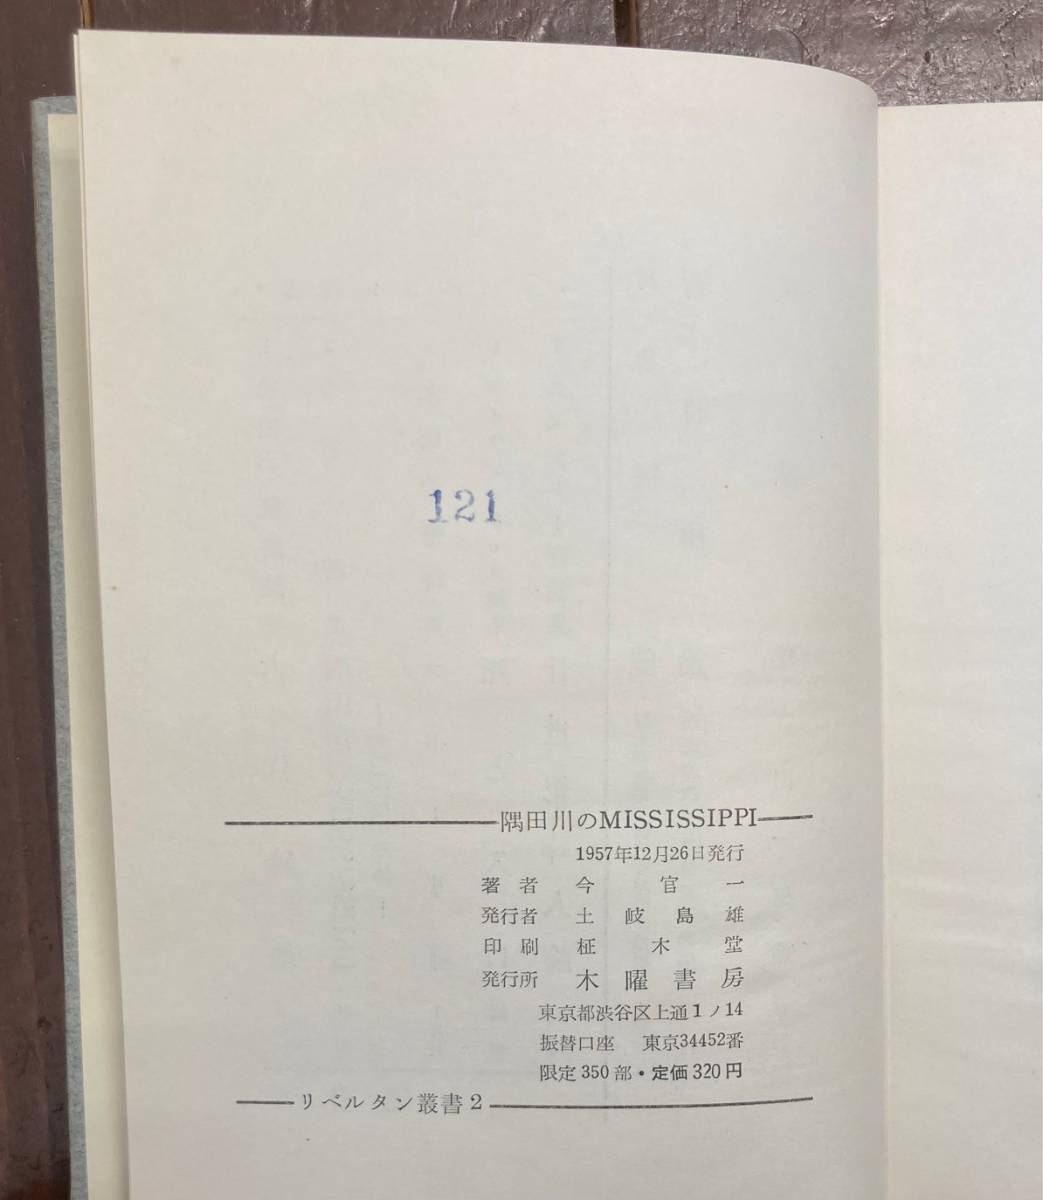 121
隅田川のMISSISSIPPI
1957年12月26日発行
著者 今官一
発行者 土岐島雄
印刷 柾木堂
発行所 木曜書房
東京都渋谷区上通1ノ14
振替口座 東京34452番
限定350部・定価320円
リベルタン叢書2